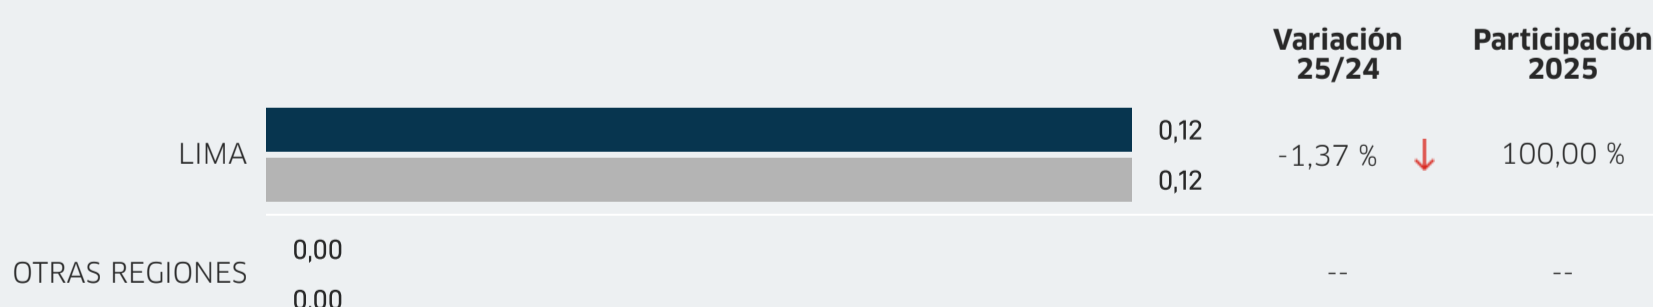 Variación Participación
25/24 2025
0,12
LIMA -1,37 % 100,00 %
0,12
0,00
OTRAS REGIONES -- --
0,00